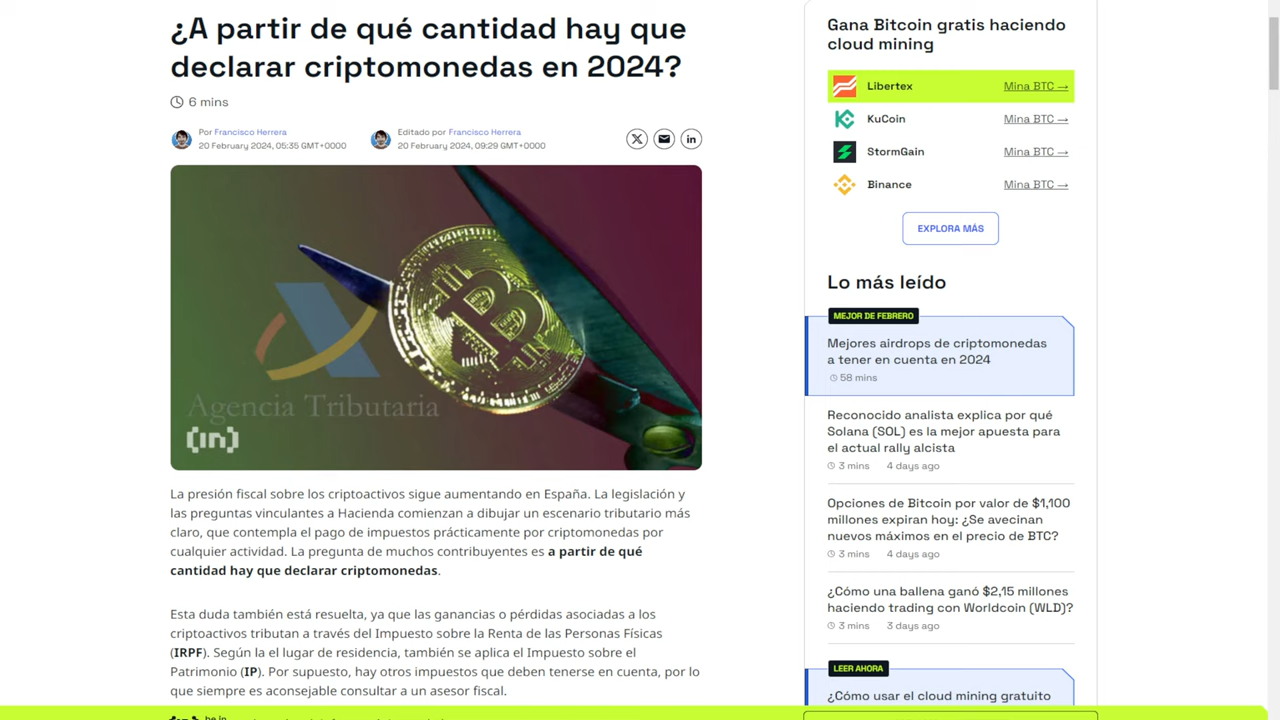 ¿A partir de qué cantidad hay que
declarar criptomonedas en 2024?
6 mins
Por Francisco Herrera
20 February 2024, 05:35 GMT+0000
Editado por Francisco Herrera
20 February 2024, 09:29 GMT+0000
Agencia Tributaria
[in]
La presión fiscal sobre los criptoactivos sigue aumentando en España. La legislación y
las preguntas vinculantes a Hacienda comienzan a dibujar un escenario tributario más
claro, que contempla el pago de impuestos prácticamente por criptomonedas por
cualquier actividad. La pregunta de muchos contribuyentes es a partir de qué
cantidad hay que declarar criptomonedas.
Esta duda también está resuelta, ya que las ganancias o pérdidas asociadas a los
criptoactivos tributan a través del Impuesto sobre la Renta de las Personas Físicas
(IRPF). Según la el lugar de residencia, también se aplica el Impuesto sobre el
Patrimonio (IP). Por supuesto, hay otros impuestos que deben tenerse en cuenta, por lo
que siempre es aconsejable consultar a un asesor fiscal.
Gana Bitcoin gratis haciendo
cloud mining
Libertex Mina BTC →
KuCoin Mina BTC →
StormGain Mina BTC →
Binance Mina BTC →
EXPLORA MÁS
Lo más leído
MEJOR DE FEBRERO
Mejores airdrops de criptomonedas
a tener en cuenta en 2024
58 mins
Reconocido analista explica por qué
Solana (SOL) es la mejor apuesta para
el actual rally alcista
3 mins 4 days ago
Opciones de Bitcoin por valor de $1,100
millones expiran hoy: ¿Se avecinan
nuevos máximos en el precio de BTC?
3 mins 4 days ago
¿Cómo una ballena ganó $2,15 millones
haciendo trading con Worldcoin (WLD)?
3 mins 3 days ago
LEER AHORA
¿Cómo usar el cloud mining gratuito